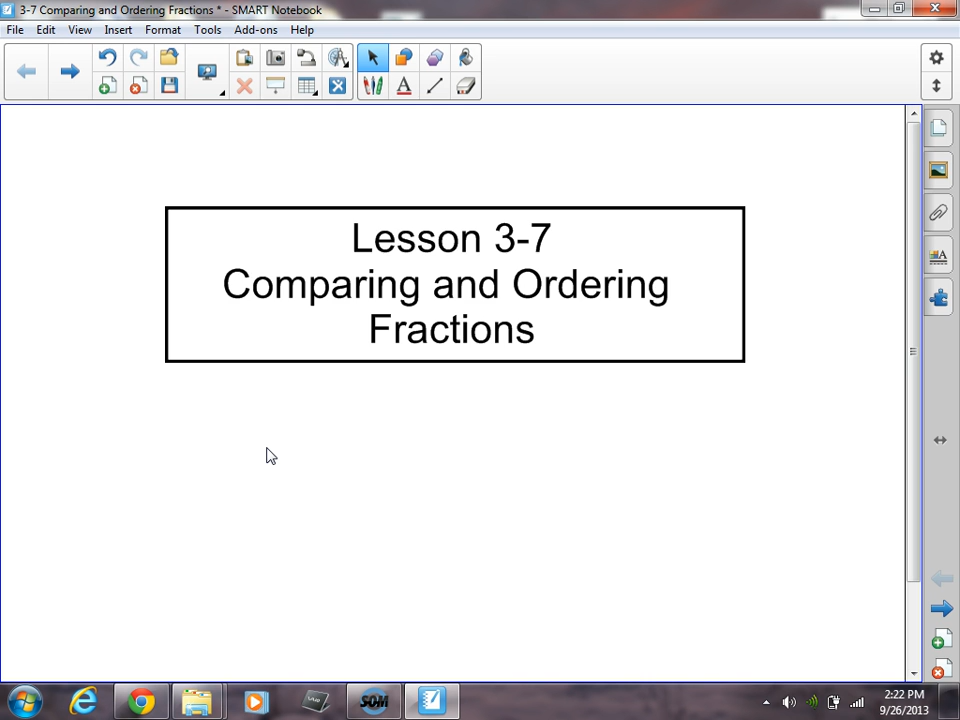 3-7 Comparing and Ordering Fractions * - SMART Notebook
File Edit View Insert Format Tools Add-ons Help
Lesson 3-7
Comparing and Ordering
Fractions
SOM
2:22 PM
9/26/2013